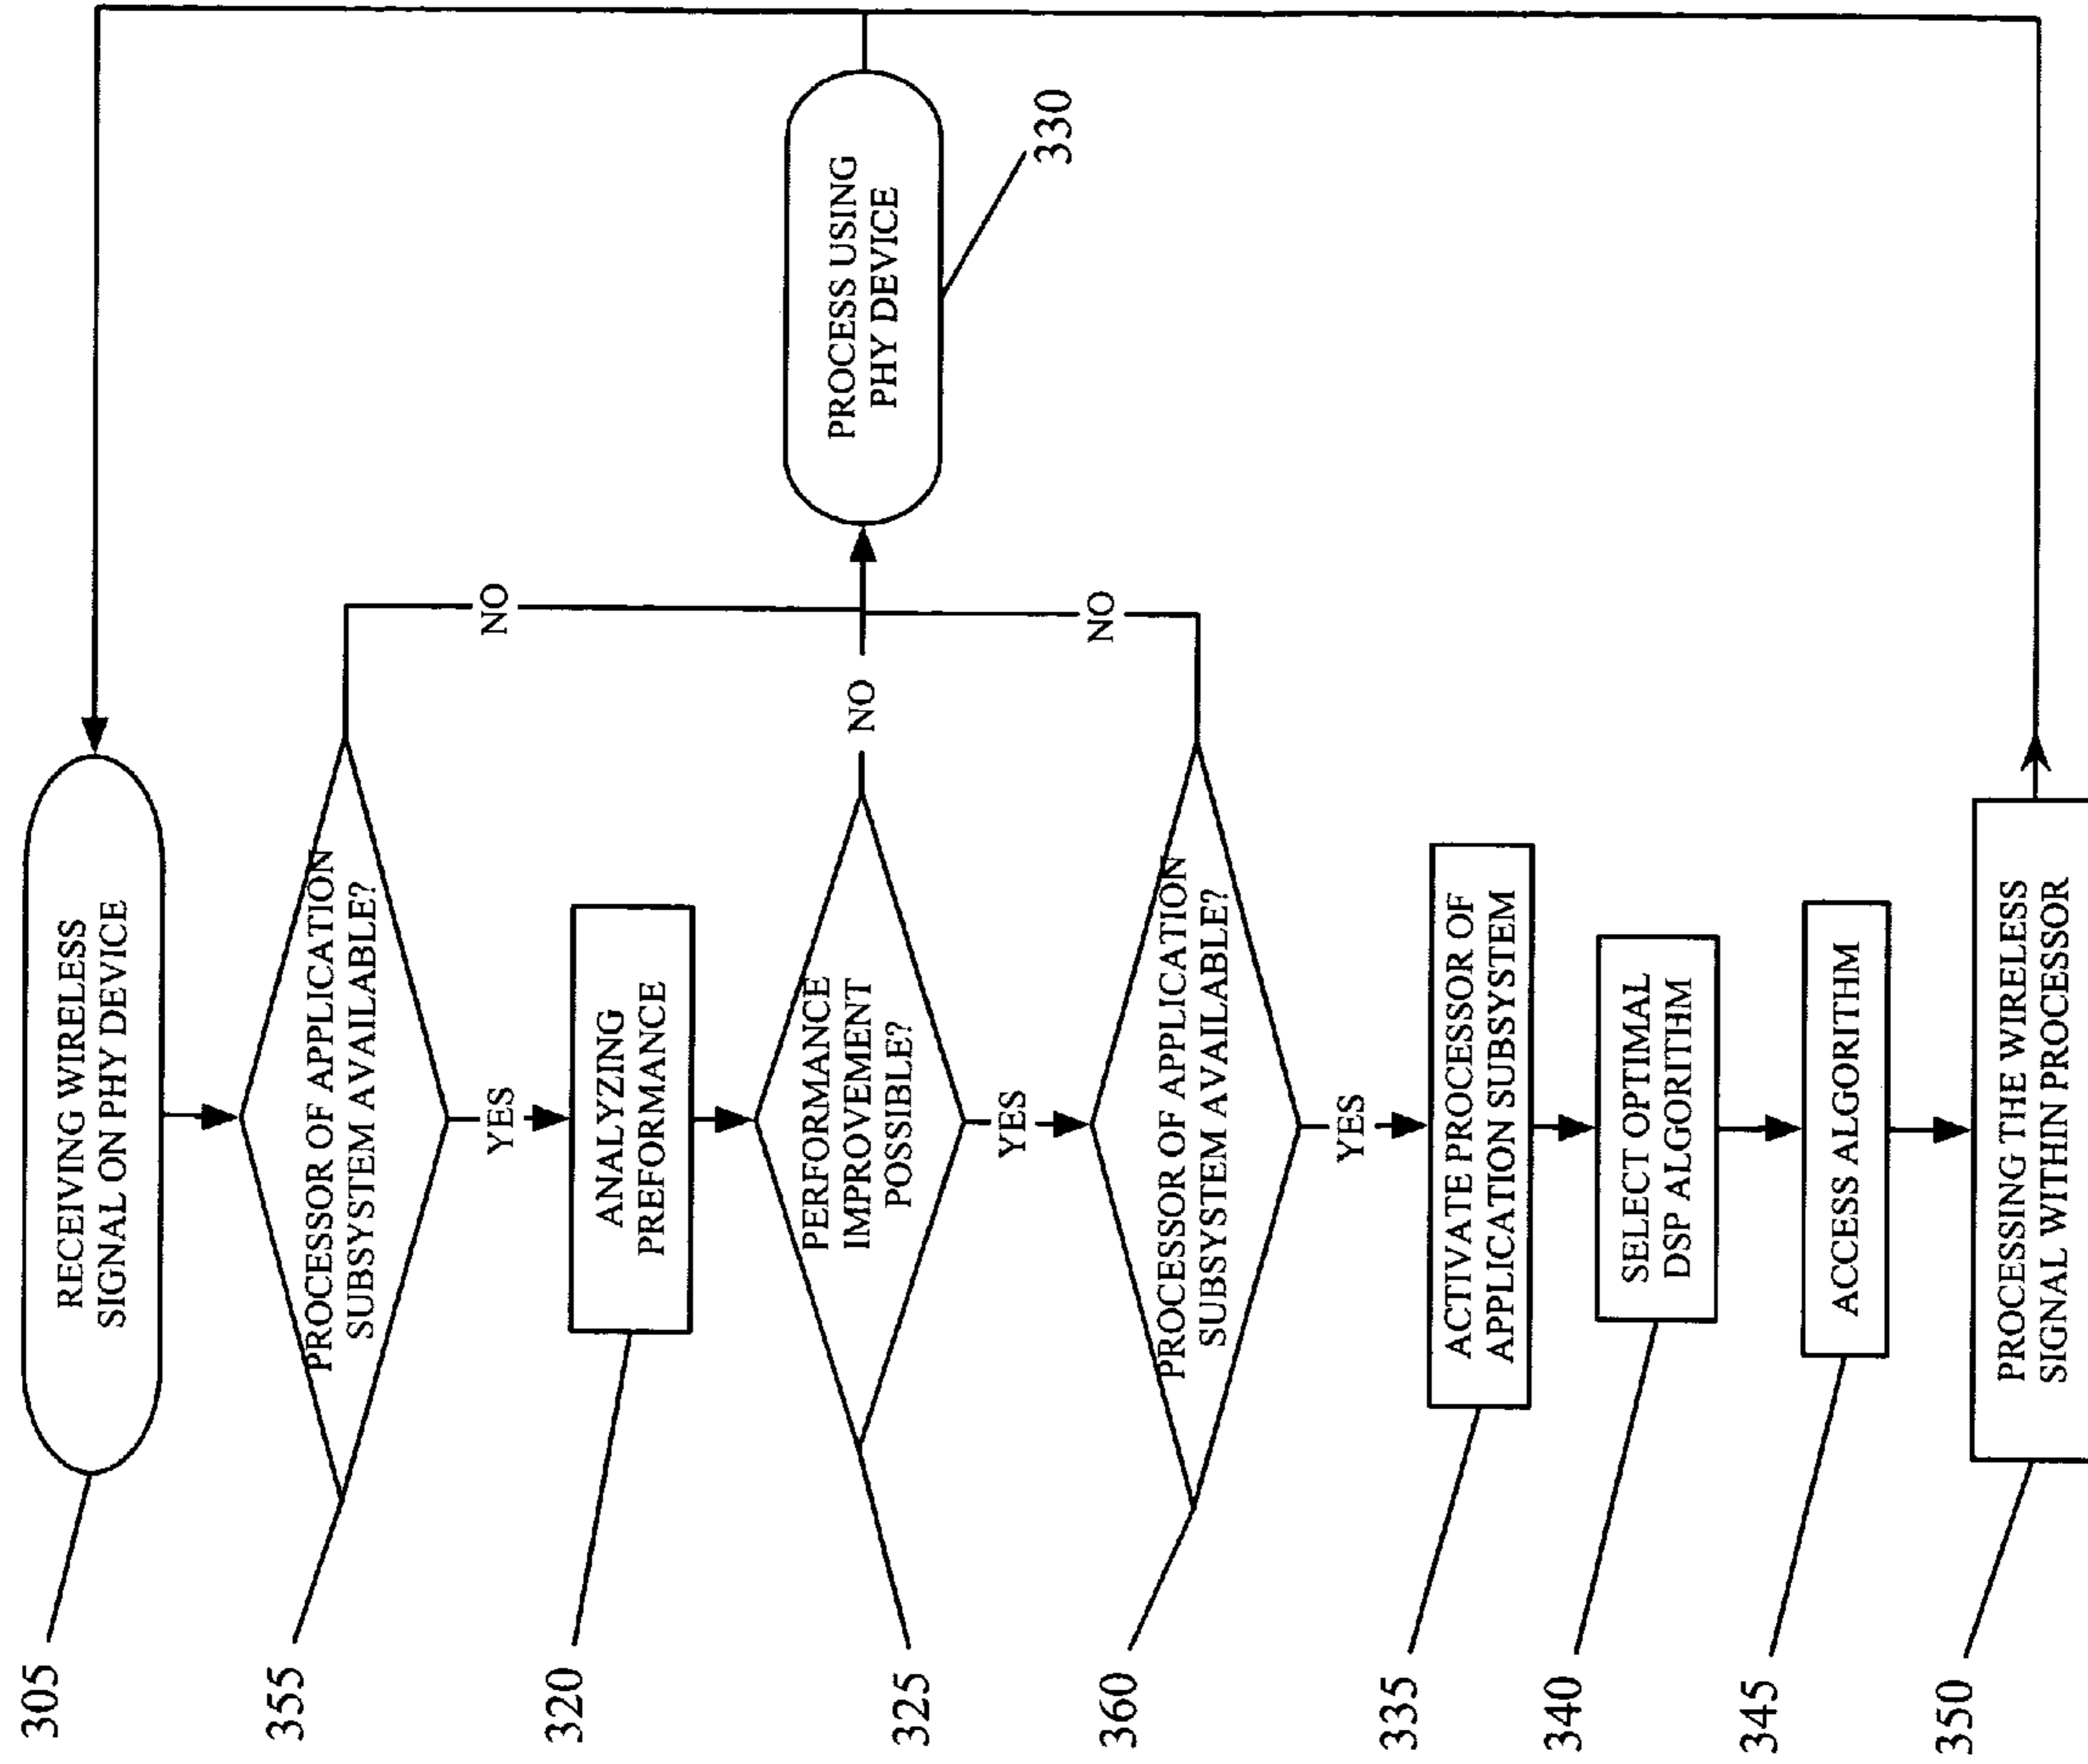 305
RECEIVING WIRELESS
SIGNAL ON PHY DEVICE
355
PROCESSOR OF APPLICATION
SUBSYSTEM AVAILABLE?
NO
YES
320
ANALYZING
PREFORMANCE
325
PERFORMANCE
IMPROVEMENT
POSSIBLE?
NO
PROCESS USING
PHY DEVICE
330
YES
360
PROCESSOR OF APPLICATION
SUBSYSTEM AVAILABLE?
NO
YES
335
ACTIVATE PROCESSOR OF
APPLICATION SUBSYSTEM
340
SELECT OPTIMAL
DSP ALGORITHM
345
ACCESS ALGORITHM
350
PROCESSING THE WIRELESS
SIGNAL WITHIN PROCESSOR